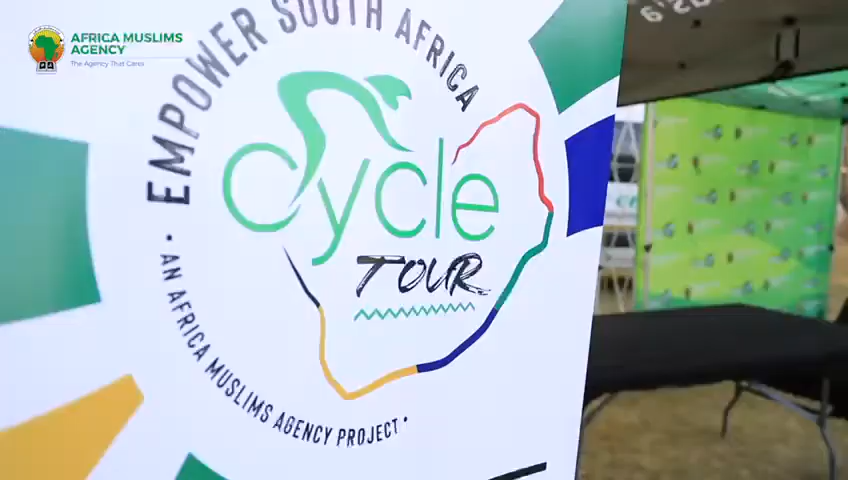 AFRICA MUSLIMS
AGENCY
The Agency That Cares
EMPOWER SOUTH AFRICA
cycle
TOUR
• AN AFRICA MUSLIMS AGENCY PROJECT •